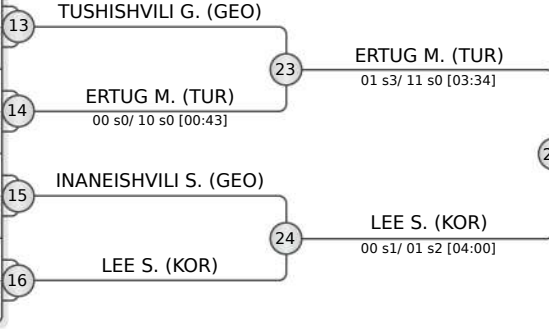 TUSHISHVILI G. (GEO)
13
23
ERTUG M. (TUR)
01 s3/ 11 s0 [03:34]
ERTUG M. (TUR)
14
00 s0/ 10 s0 [00:43]
INANEISHVILI S. (GEO)
15
24
LEE S. (KOR)
00 s1/ 01 s2 [04:00]
LEE S. (KOR)
16